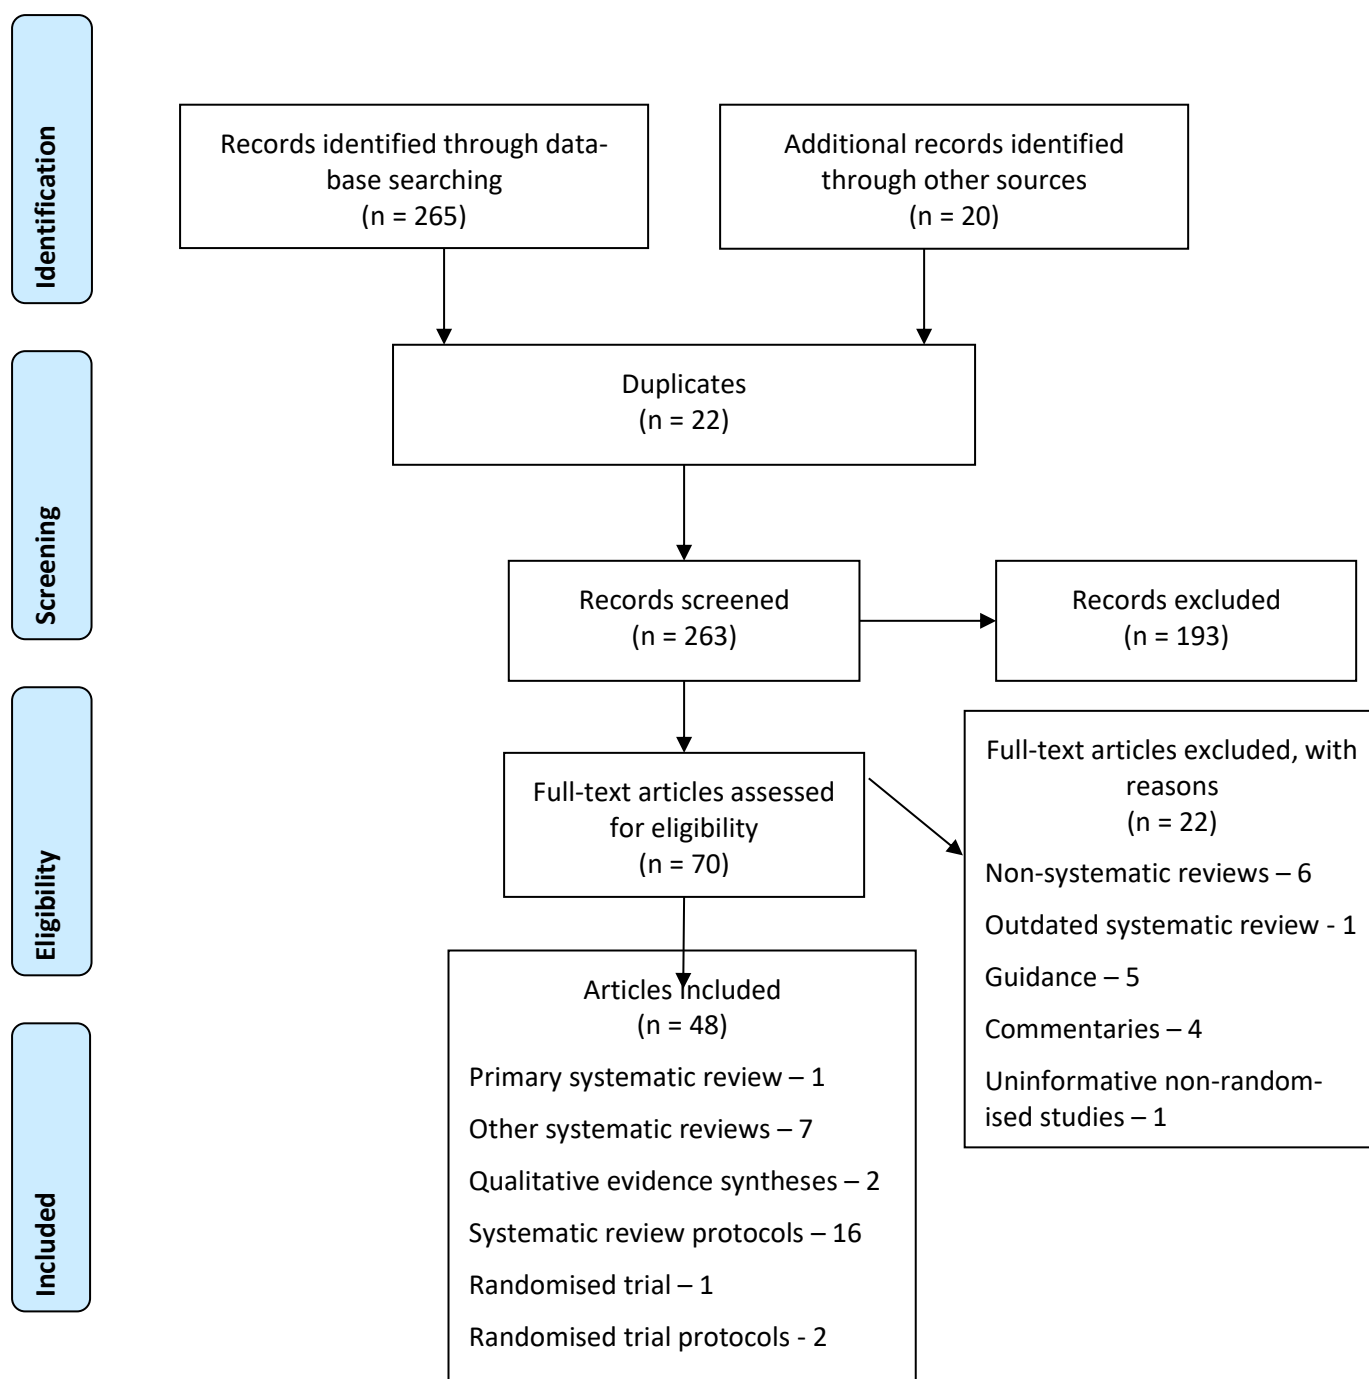 Identification
Records identified through data-
base searching
(n = 265)
Additional records identified
through other sources
(n = 20)
Screening
Duplicates
(n = 22)
Records screened
(n = 263)
Records excluded
(n = 193)
Eligibility
Full-text articles assessed
for eligibility
(n = 70)
Full-text articles excluded, with
reasons
(n = 22)
Non-systematic reviews – 6
Outdated systematic review - 1
Guidance – 5
Commentaries – 4
Uninformative non-random-
ised studies – 1
Included
Articles included
(n = 48)
Primary systematic review – 1
Other systematic reviews – 7
Qualitative evidence syntheses – 2
Systematic review protocols – 16
Randomised trial – 1
Randomised trial protocols - 2